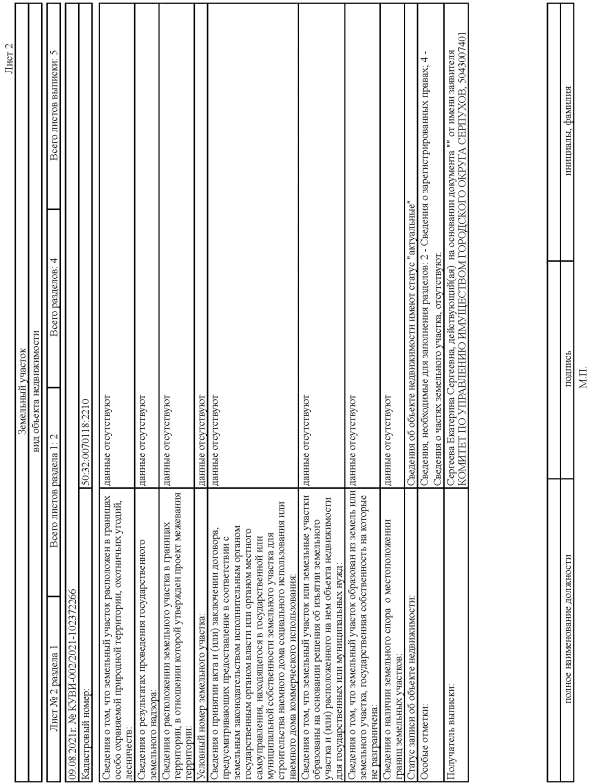 Лист 2
Земельный участок
вид объекта недвижимости
Лист № 2 раздела 1 Всего листов раздела 1: 2 Всего разделов: 4 Всего листов выписки: 5
09.08.2021г. № КУВИ-002/2021-102372266
Кадастровый номер: 50:32:0070118:2210
Сведения о том, что земельный участок расположен в границах данные отсутствуют
особо охраняемой природной территории, охотничьих угодий,
лесничеств:
Сведения о результатах проведения государственного данные отсутствуют
земельного надзора:
Сведения о расположении земельного участка в границах данные отсутствуют
территории, в отношении которой утвержден проект межевания
территории:
Условный номер земельного участка: данные отсутствуют
Сведения о принятии акта и (или) заключении договора, данные отсутствуют
предусматривающих предоставление в соответствии с
земельным законодательством исполнительным органом
государственным органом власти или органом местного
самоуправления, находящегося в государственной или
муниципальной собственности земельного участка для
строительства наемного дома социального использования или
наемного дома коммерческого использования:
Сведения о том, что земельный участок или земельные участки данные отсутствуют
образованы на основании решения об изъятии земельного
участка и (или) расположенного на нем объекта недвижимости
для государственных или муниципальных нужд:
Сведения о том, что земельный участок образован из земель или данные отсутствуют
земельного участка, государственная собственность на которые
не разграничена:
Сведения о наличии земельного спора о местоположении данные отсутствуют
границ земельных участков:
Статус записи об объекте недвижимости: Сведения об объекте недвижимости имеют статус "актуальные"
Особые отметки: Сведения, необходимые для заполнения разделов: 2 - Сведения о зарегистрированных правах; 4 -
Сведения о частях земельного участка, отсутствуют.
Получатель выписки: Сергеева Екатерина Сергеевна, действующий(ая) на основании документа "" от имени заявителя
КОМИТЕТ ПО УПРАВЛЕНИЮ ИМУЩЕСТВОМ ГОРОДСКОГО ОКРУГА СЕРПУХОВ, 5043007401
полное наименование должности подпись инициалы, фамилия
М.П.